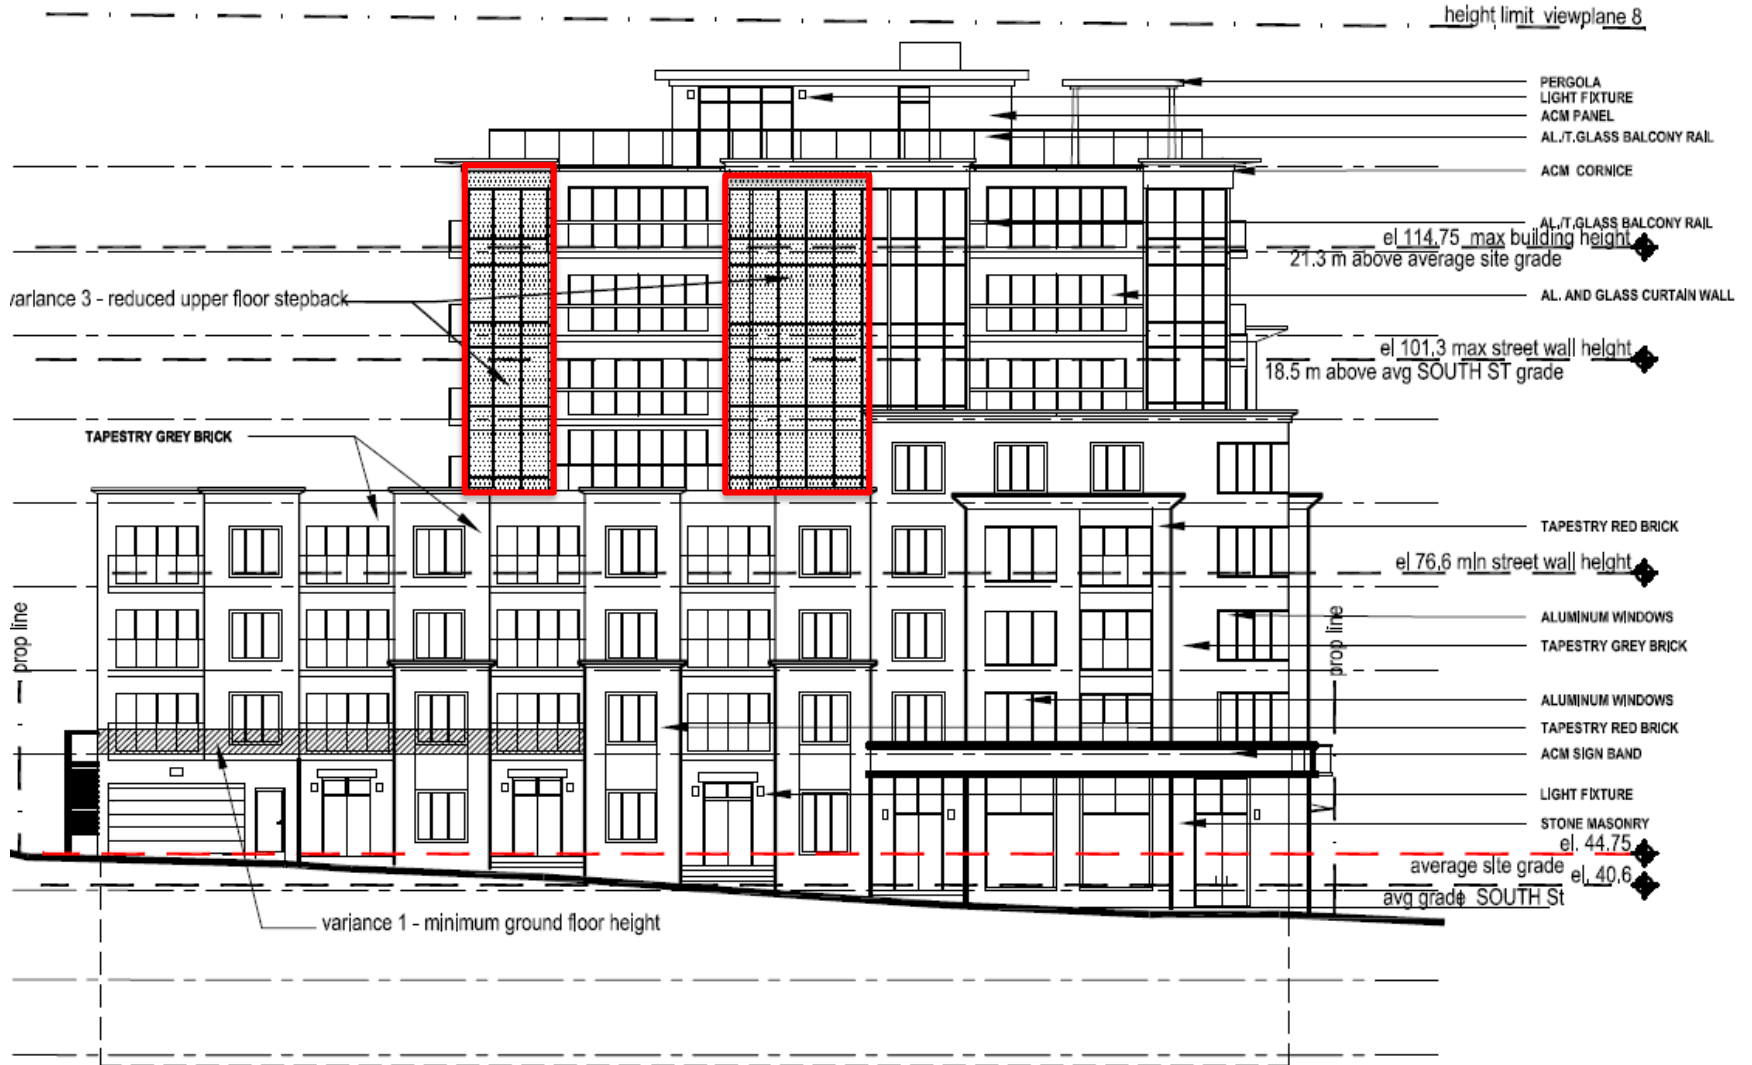 height limit viewplane 8
PERGOLA
LIGHT FIXTURE
ACM PANEL
AL./T.GLASS BALCONY RAIL
ACM CORNICE
AL./T.GLASS BALCONY RAIL
el 114.75 max building height
21.3 m above average site grade
variance 3 - reduced upper floor stepback
AL. AND GLASS CURTAIN WALL
el 101.3 max street wall height
18.5 m above avg SOUTH ST grade
TAPESTRY GREY BRICK
TAPESTRY RED BRICK
el 76.6 min street wall height
prop line
prop line
ALUMINUM WINDOWS
TAPESTRY GREY BRICK
ALUMINUM WINDOWS
TAPESTRY RED BRICK
ACM SIGN BAND
LIGHT FIXTURE
STONE MASONRY
el. 44.75
average site grade
el. 40.6
avg grade SOUTH St
variance 1 - minimum ground floor height